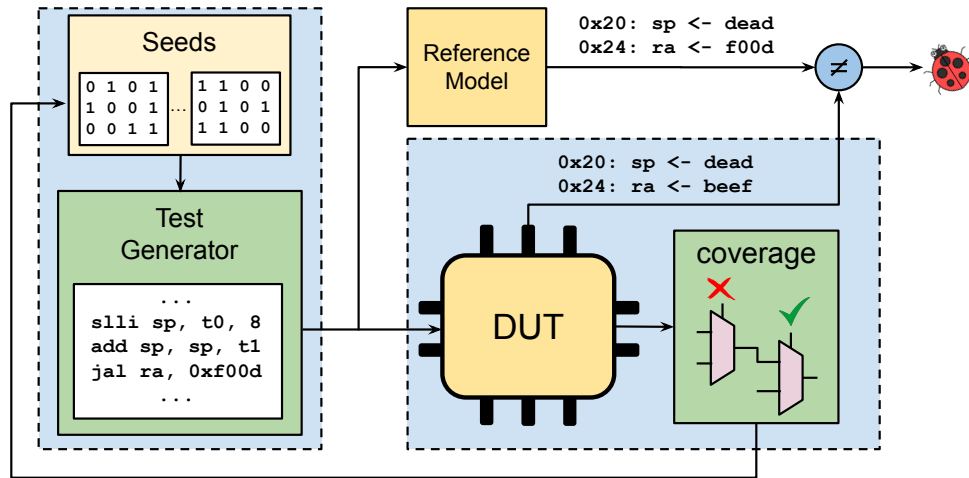 Seeds
0 1 0 1
1 0 0 1
0 0 1 1
...
1 1 0 0
0 1 0 1
1 1 0 0
Test
Generator
...
slli sp, t0, 8
add sp, sp, t1
jal ra, 0xf00d
...
Reference
Model
0x20: sp <- dead
0x24: ra <- f00d
≠
0x20: sp <- dead
0x24: ra <- beef
DUT
coverage